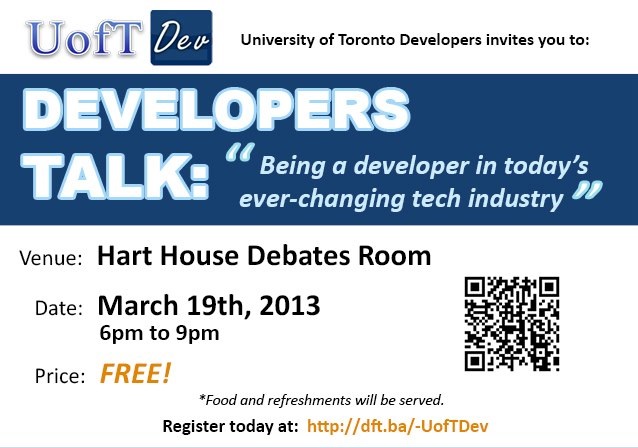 UofT Dev
University of Toronto Developers invites you to:
DEVELOPERS
TALK:
“ Being a developer in today’s
ever-changing tech industry ”
Venue: Hart House Debates Room
Date: March 19th, 2013
6pm to 9pm
Price: FREE!
*Food and refreshments will be served.
Register today at: http://dft.ba/-UofTDev